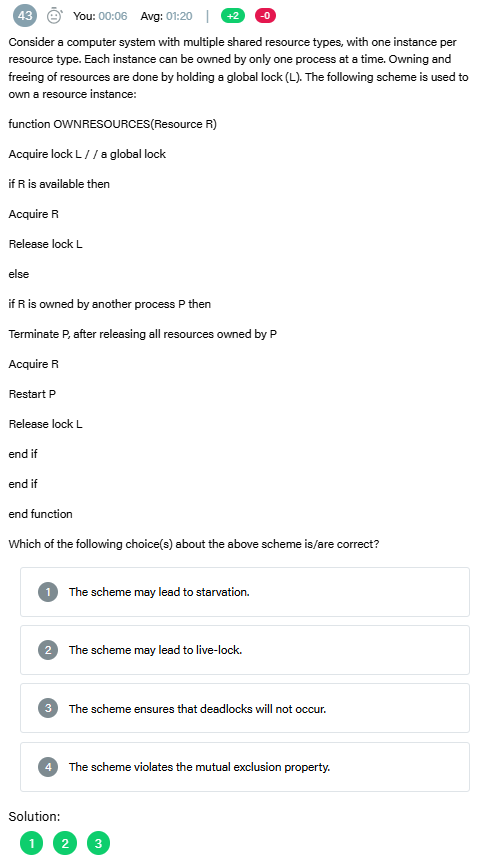 43 You: 00:06 Avg: 01:20 | +2 -0
Consider a computer system with multiple shared resource types, with one instance per
resource type. Each instance can be owned by only one process at a time. Owning and
freeing of resources are done by holding a global lock (L). The following scheme is used to
own a resource instance:
function OWNRESOURCES(Resource R)
Acquire lock L / / a global lock
if R is available then
Acquire R
Release lock L
else
if R is owned by another process P then
Terminate P, after releasing all resources owned by P
Acquire R
Restart P
Release lock L
end if
end if
end function
Which of the following choice(s) about the above scheme is/are correct?
1 The scheme may lead to starvation.
2 The scheme may lead to live-lock.
3 The scheme ensures that deadlocks will not occur.
4 The scheme violates the mutual exclusion property.
Solution:
1 2 3